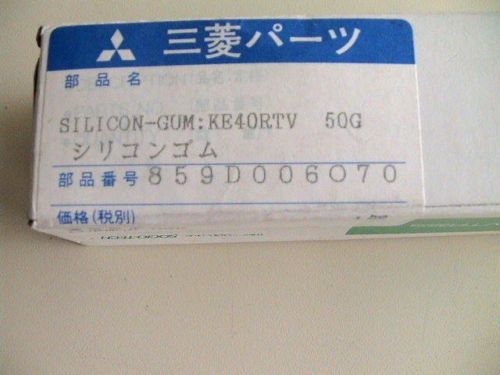 三菱パーツ
部品名
SILICON-GUM:KE40RTV 50G
シリコンゴム
部品番号 859D006070
価格(税別)